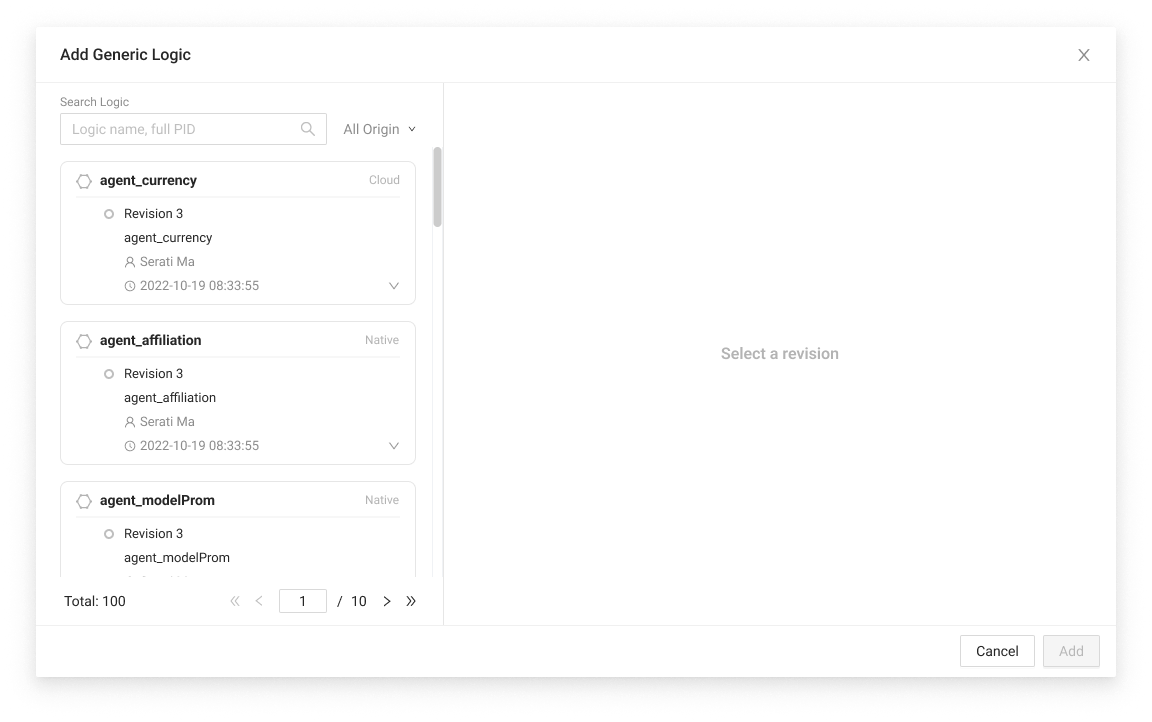 Add Generic Logic
Search Logic
Logic name, full PID
All Origin
agent_currency
Cloud
Revision 3
agent_currency
Serati Ma
2022-10-19 08:33:55
agent_affiliation
Native
Revision 3
agent_affiliation
Serati Ma
2022-10-19 08:33:55
agent_modelProm
Native
Revision 3
agent_modelProm
Total: 100
1 / 10
Select a revision
Cancel
Add